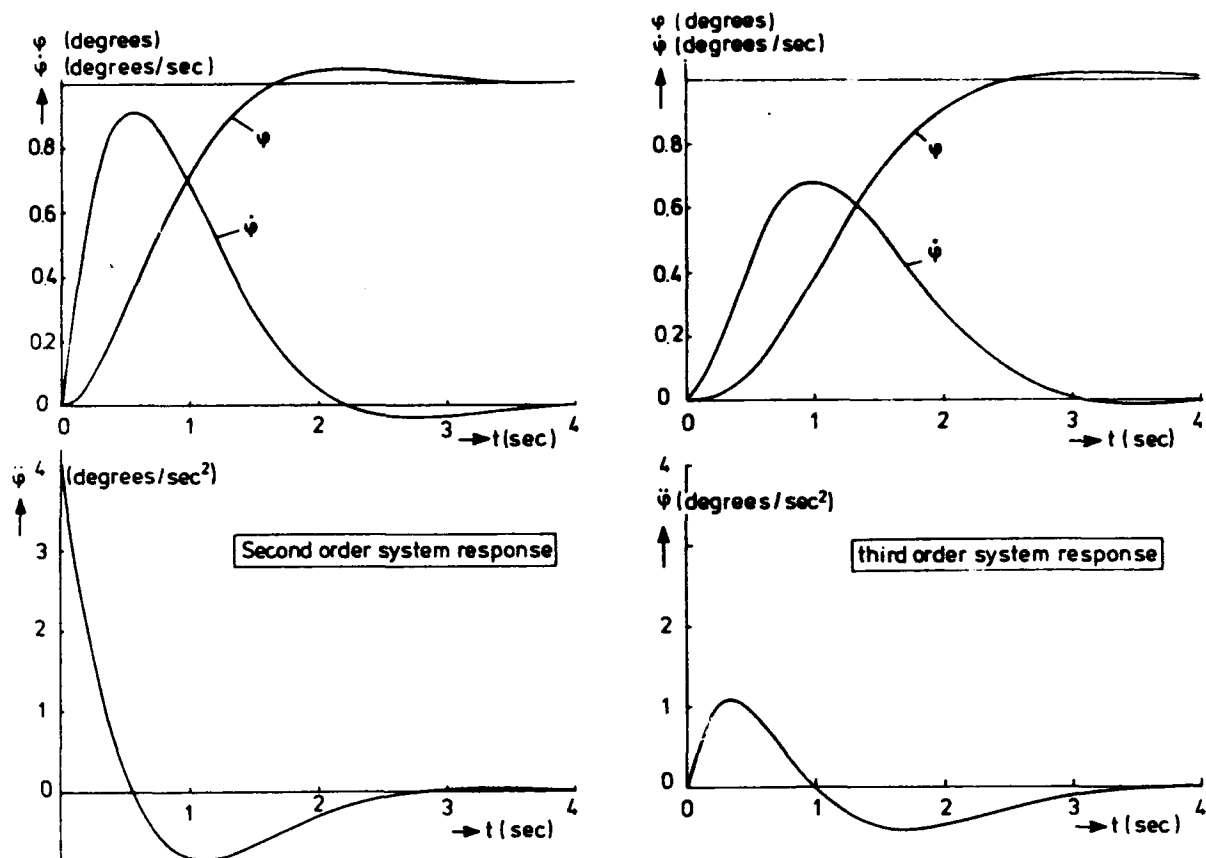 φ (degrees)
φ̇ (degrees/sec)
0.8
0.6
0.4
0.2
0
φ
φ̇
0 1 2 3 4
→ t(sec)
φ (degrees)
φ̇ (degrees/sec)
0.8
0.6
0.4
0.2
0
φ
φ̇
0 1 2 3 4
→ t(sec)
φ̈ (degrees/sec²)
4
3
2
1
0
Second order system response
1 2 3 4
→ t(sec)
4
φ̈ (degrees/sec²)
3
2
1
0
third order system response
0 1 2 3 4
→ t(sec)